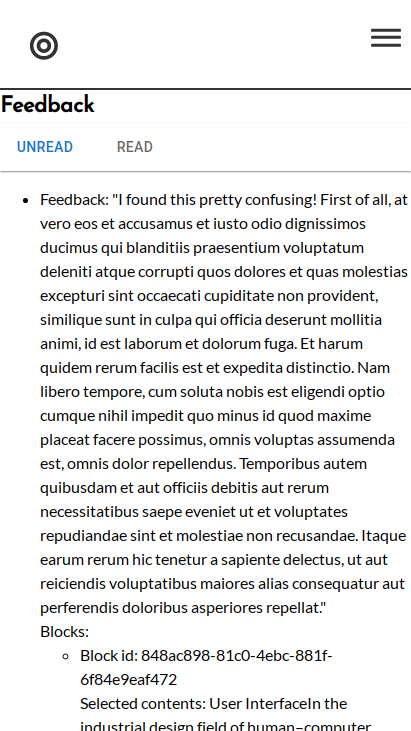 Feedback
UNREAD READ
Feedback: "I found this pretty confusing! First of all, at
vero eos et accusamus et iusto odio dignissimos
ducimus qui blanditiis praesentium voluptatum
deleniti atque corrupti quos dolores et quas molestias
excepturi sint occaecati cupiditate non provident,
similique sunt in culpa qui officia deserunt mollitia
animi, id est laborum et dolorum fuga. Et harum
quidem rerum facilis est et expedita distinctio. Nam
libero tempore, cum soluta nobis est eligendi optio
cumque nihil impedit quo minus id quod maxime
placeat facere possimus, omnis voluptas assumenda
est, omnis dolor repellendus. Temporibus autem
quibusdam et aut officiis debitis aut rerum
necessitatibus saepe eveniet ut et voluptates
repudiandae sint et molestiae non recusandae. Itaque
earum rerum hic tenetur a sapiente delectus, ut aut
reiciendis voluptatibus maiores alias consequatur aut
perferendis doloribus asperiores repellat."
Blocks:
Block id: 848ac898-81c0-4ebc-881f-
6f84e9eaf472
Selected contents: User InterfaceIn the
industrial design field of human–computer